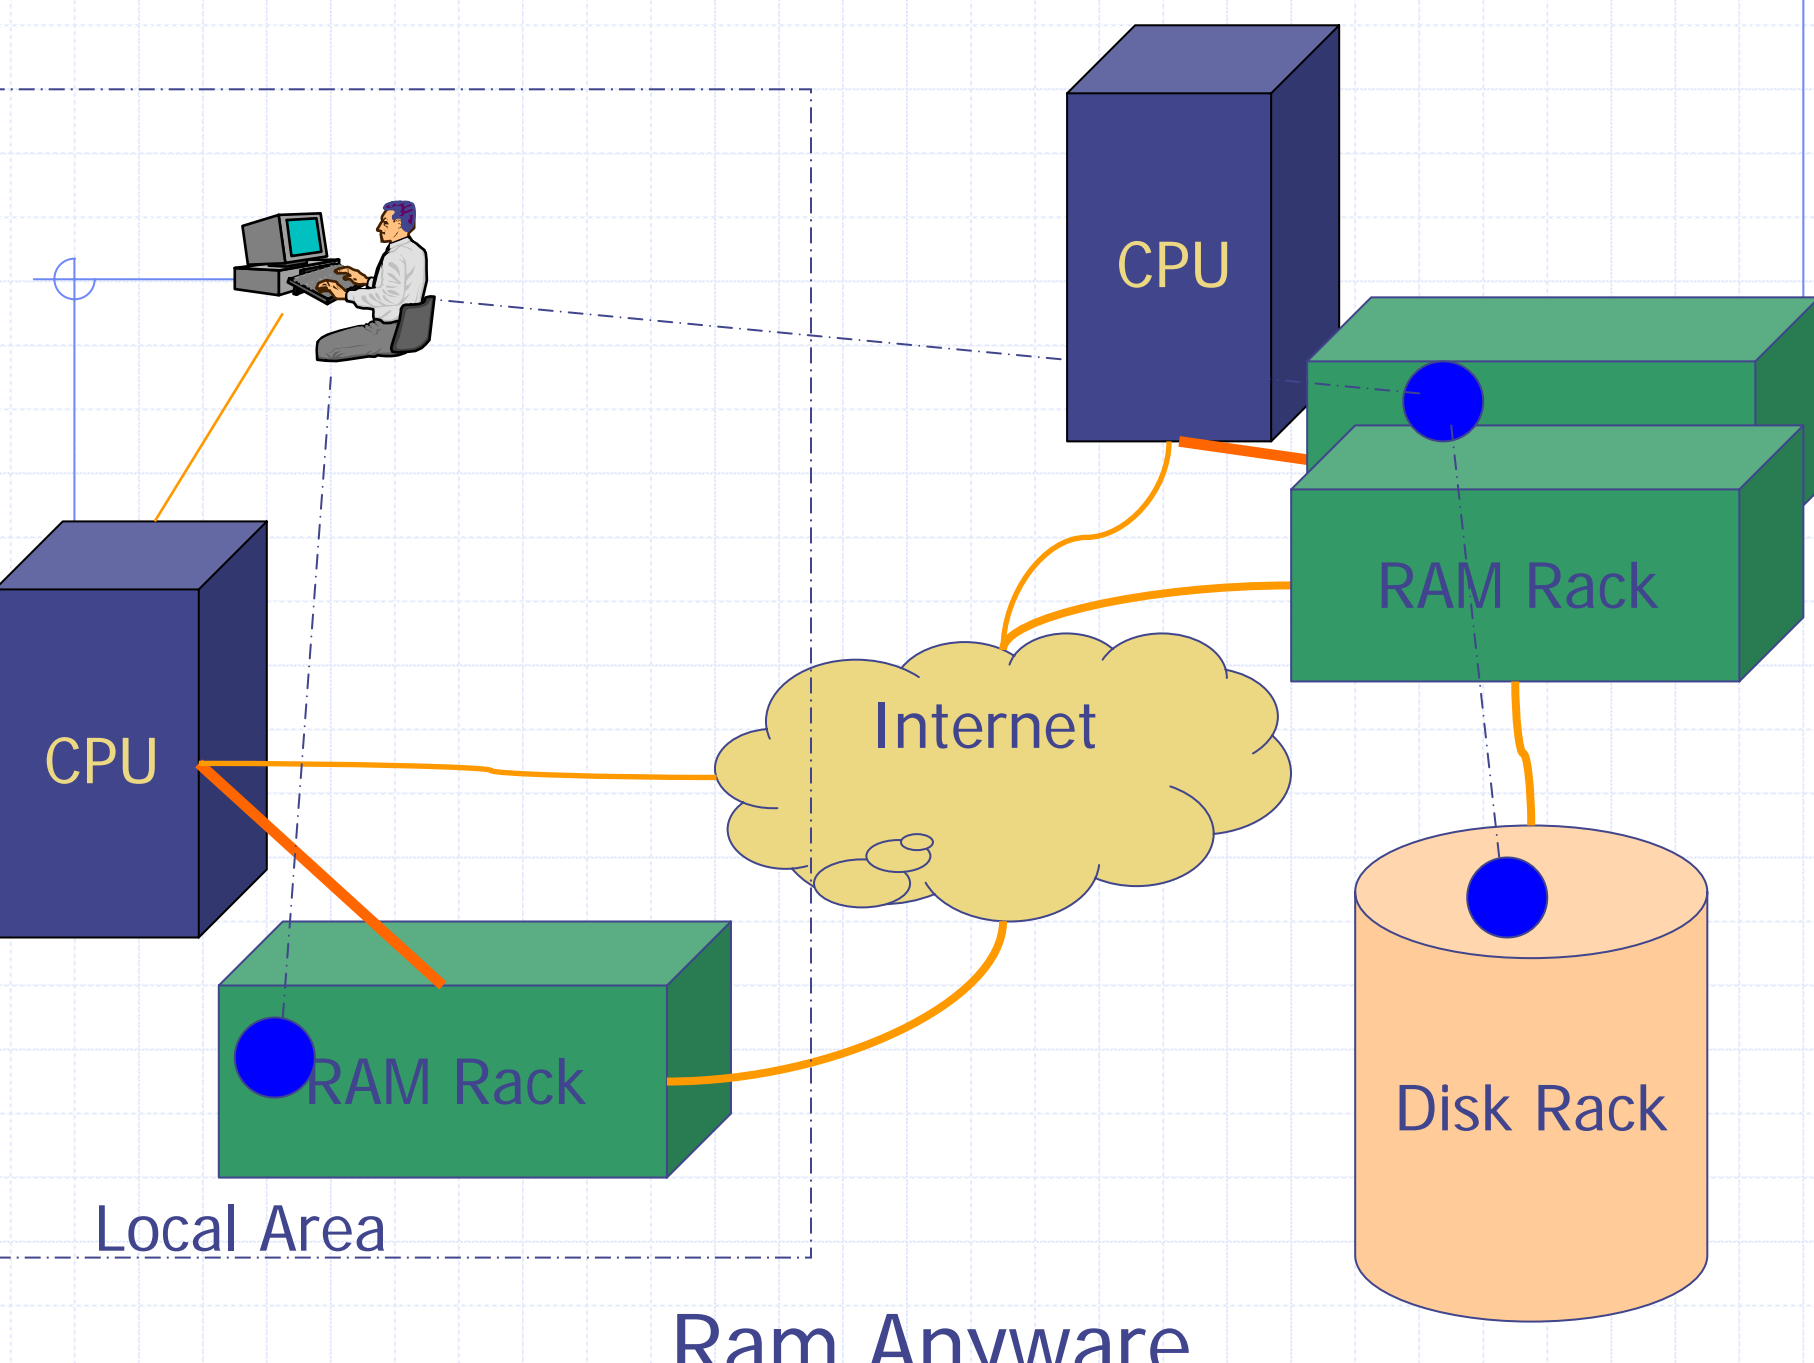 CPU
RAM Rack
Internet
CPU
RAM Rack
Disk Rack
Local Area
Ram Anyware